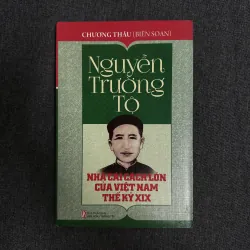 CHƯƠNG THÂU (BIÊN SOẠN)
Nguyễn
Trường
Tộ
NHÀ CẢI CÁCH LỚN
CỦA VIỆT NAM
THẾ KỶ XIX